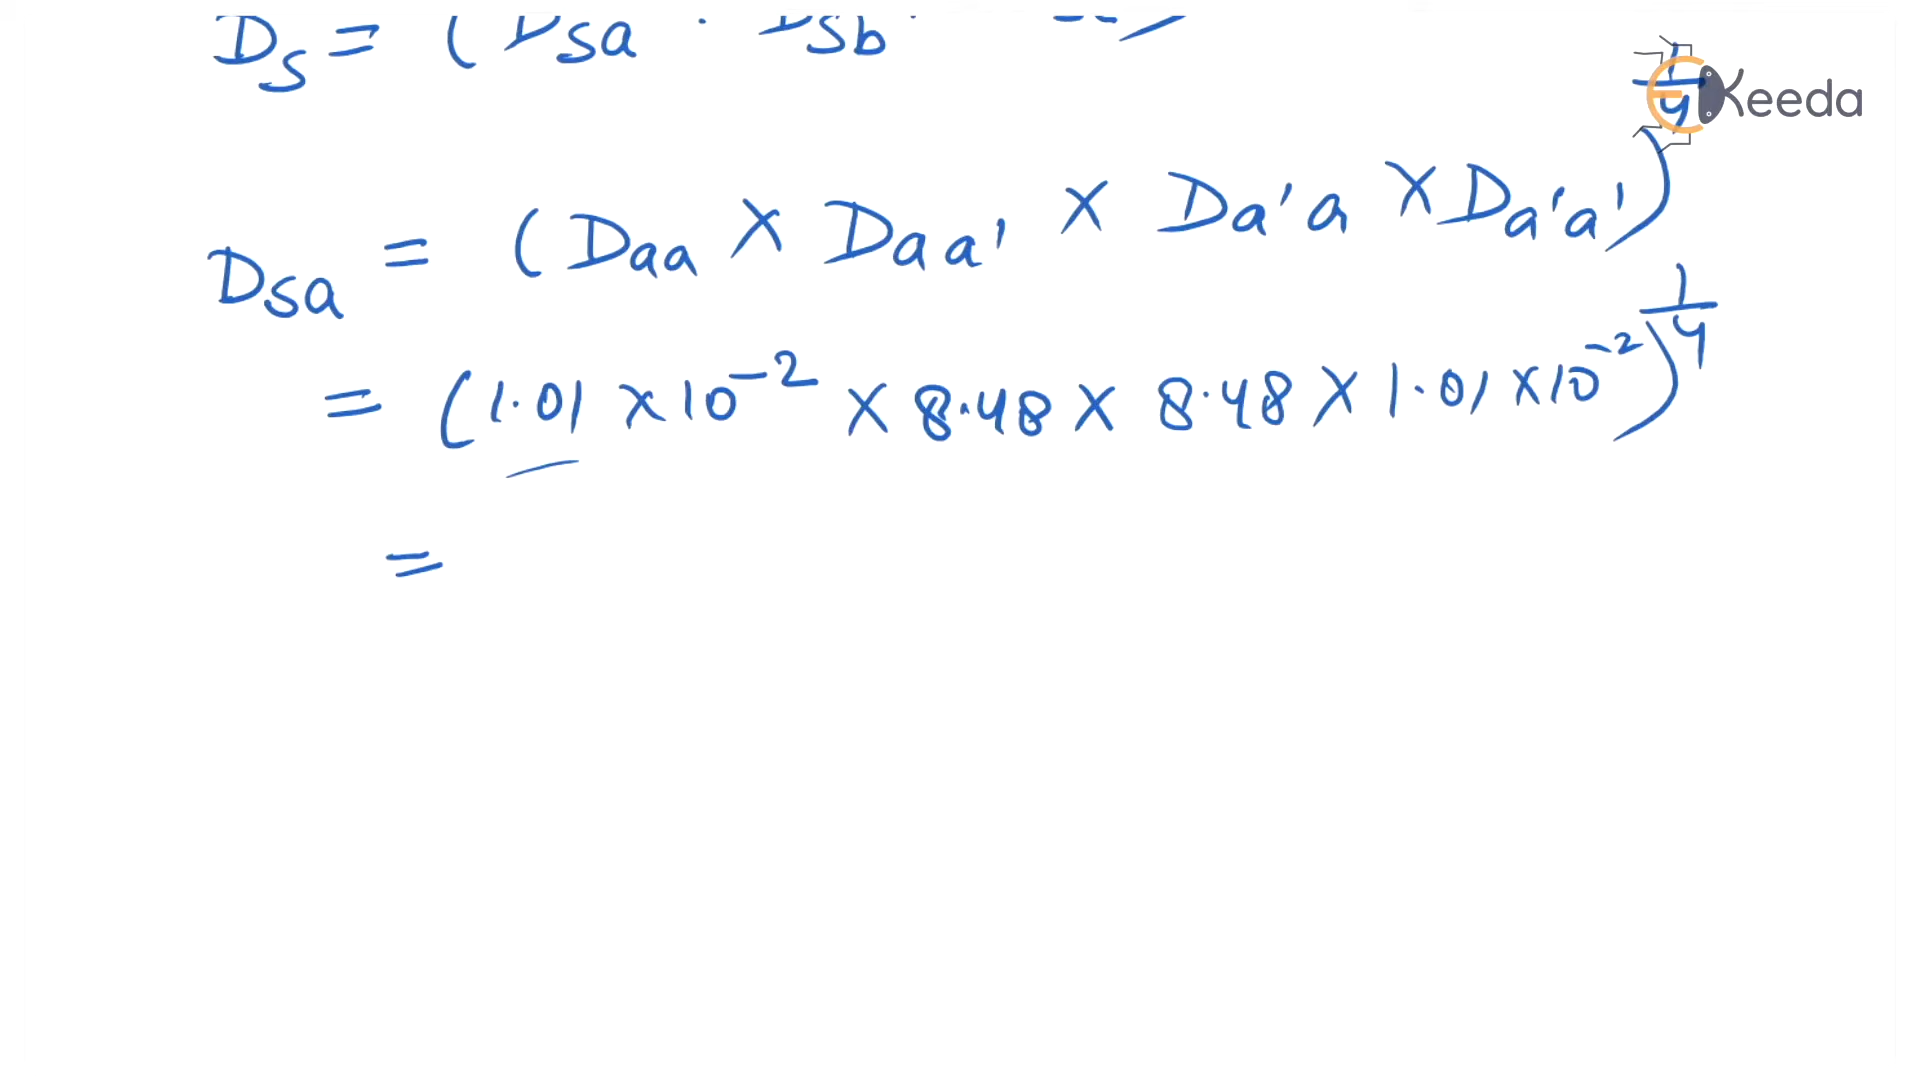 Ds = (Dsa · Dsb ·
Keeda
Dsa = (Daa × Daa' × Da'a × Da'a')^1/4
= (1.01 × 10^-2 × 8.48 × 8.48 × 1.01 × 10^-2)^1/4
=